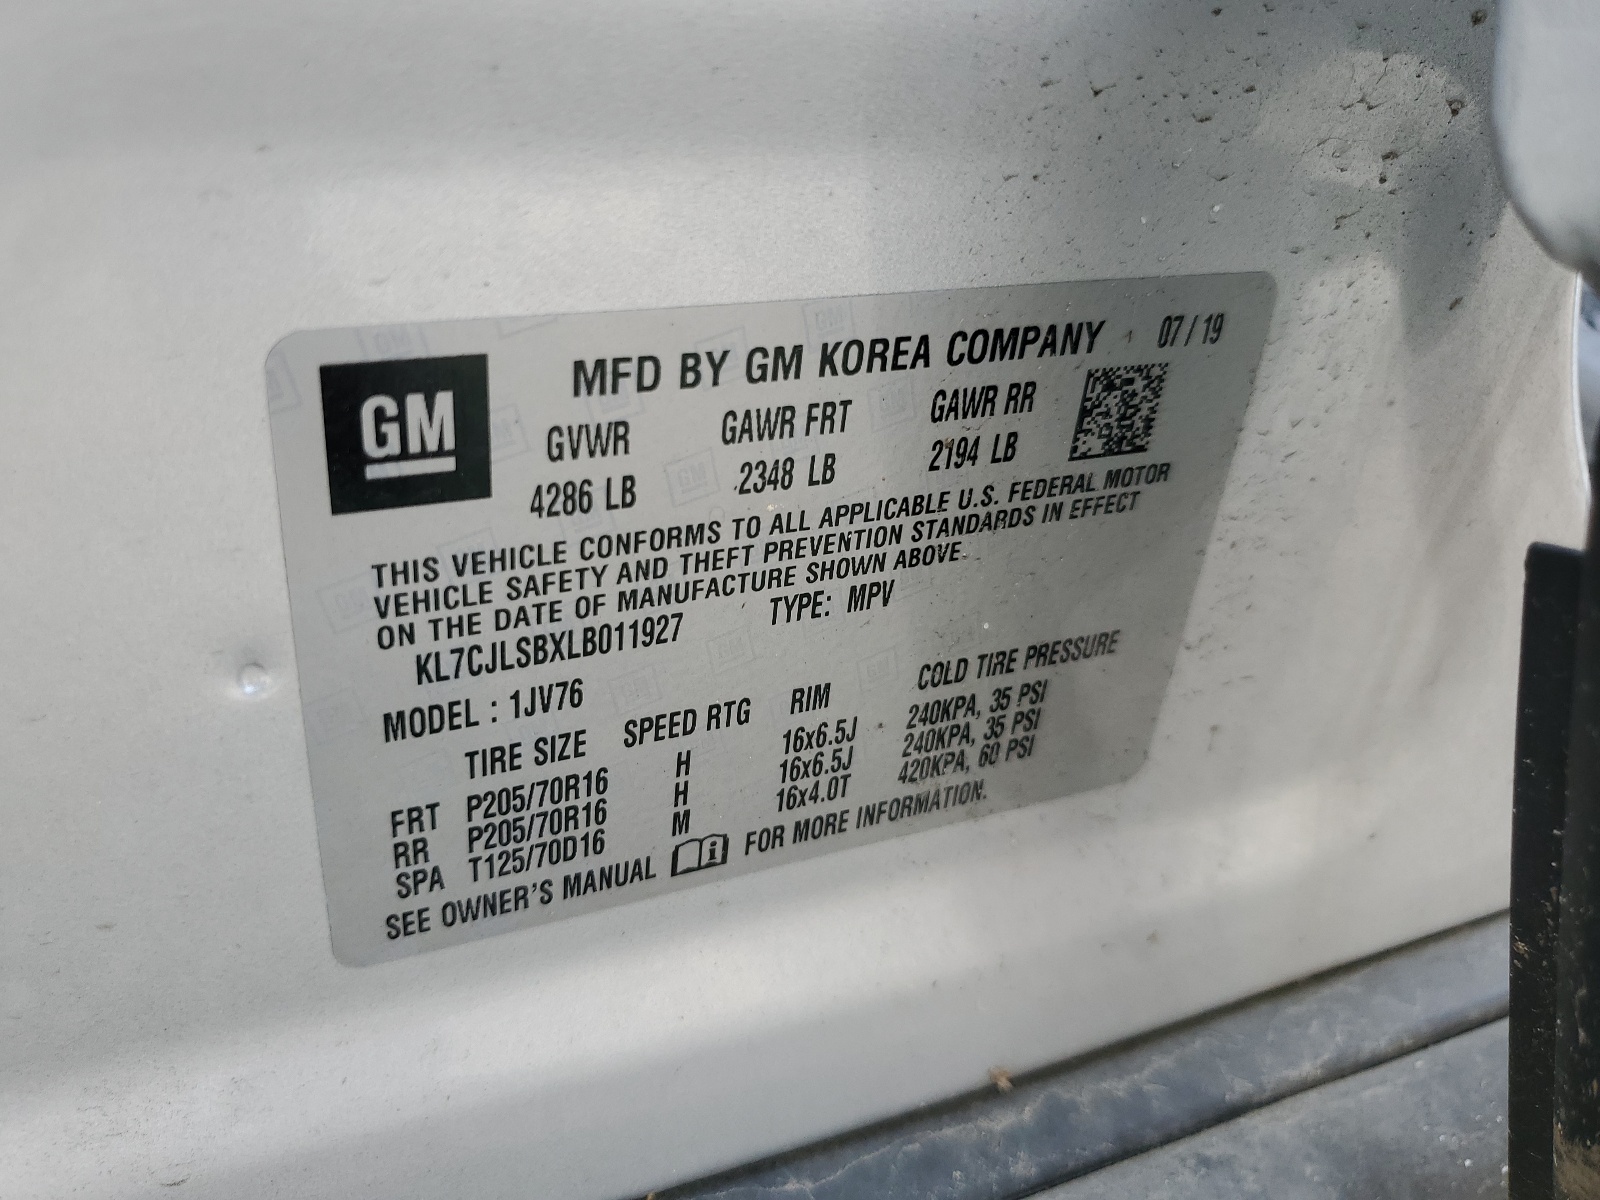 GM
MFD BY GM KOREA COMPANY 07/19
GVWR GAWR FRT GAWR RR
4286 LB 2348 LB 2194 LB
THIS VEHICLE CONFORMS TO ALL APPLICABLE U.S. FEDERAL MOTOR
VEHICLE SAFETY AND THEFT PREVENTION STANDARDS IN EFFECT
ON THE DATE OF MANUFACTURE SHOWN ABOVE.
KL7CJLSBXLB011927 TYPE: MPV
MODEL : 1JV76
TIRE SIZE SPEED RTG RIM COLD TIRE PRESSURE
FRT P205/70R16 H 16x6.5J 240KPA, 35 PSI
RR P205/70R16 H 16x6.5J 240KPA, 35 PSI
SPA T125/70D16 M 16x4.0T 420KPA, 60 PSI
SEE OWNER'S MANUAL FOR MORE INFORMATION.